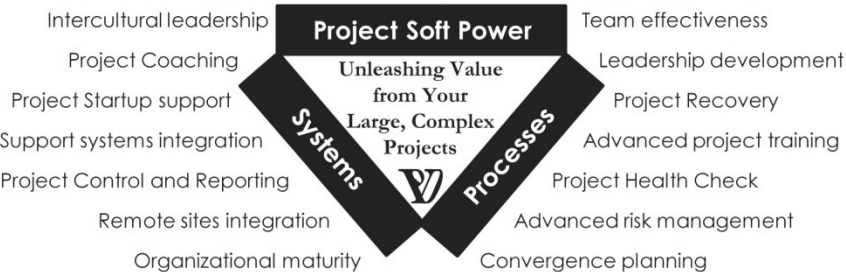 Intercultural leadership
Project Coaching
Project Startup support
Support systems integration
Project Control and Reporting
Remote sites integration
Organizational maturity
Project Soft Power
Unleashing Value
from Your
Large, Complex
Projects
Systems
Processes
Team effectiveness
Leadership development
Project Recovery
Advanced project training
Project Health Check
Advanced risk management
Convergence planning